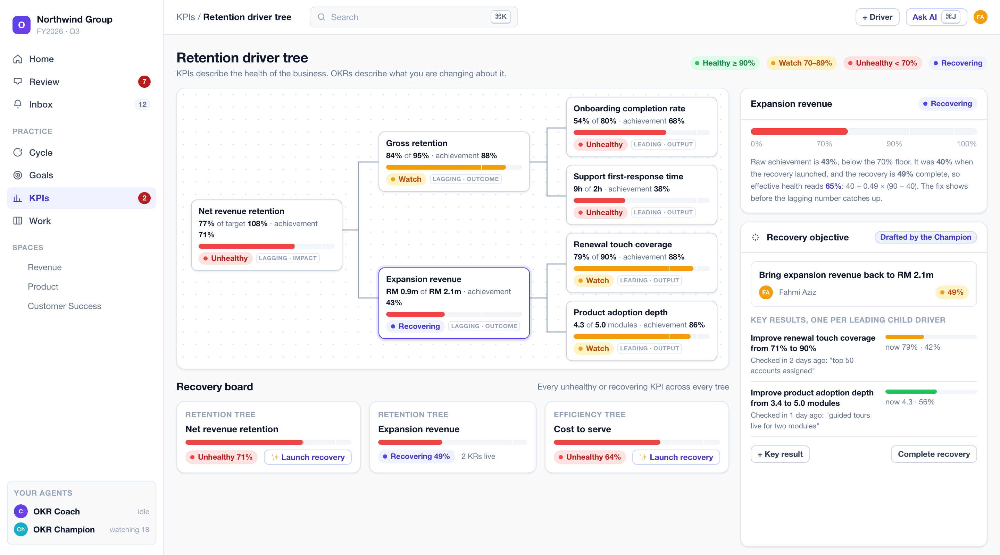 O
Northwind Group
FY2026 · Q3
Home
Review
7
Inbox
12
PRACTICE
Cycle
Goals
KPIs
2
Work
SPACES
Revenue
Product
Customer Success
YOUR AGENTS
C
OKR Coach
idle
Ch
OKR Champion
watching 18
KPIs / Retention driver tree
Search
⌘K
+ Driver
Ask AI ⌘J
FA
Retention driver tree
KPIs describe the health of the business. OKRs describe what you are changing about it.
Healthy ≥ 90%
Watch 70–89%
Unhealthy < 70%
Recovering
Net revenue retention
77% of target 108% · achievement
71%
Unhealthy
LAGGING · IMPACT
Gross retention
84% of 95% · achievement 88%
Watch
LAGGING · OUTCOME
Expansion revenue
RM 0.9m of RM 2.1m · achievement
43%
Recovering
LAGGING · OUTCOME
Onboarding completion rate
54% of 80% · achievement 68%
Unhealthy
LEADING · OUTPUT
Support first-response time
9h of 2h · achievement 38%
Unhealthy
LEADING · OUTPUT
Renewal touch coverage
79% of 90% · achievement 88%
Watch
LEADING · OUTPUT
Product adoption depth
4.3 of 5.0 modules · achievement 86%
Watch
LEADING · OUTPUT
Recovery board
Every unhealthy or recovering KPI across every tree
RETENTION TREE
Net revenue retention
Unhealthy 71%
✨ Launch recovery
RETENTION TREE
Expansion revenue
Recovering 49%
2 KRs live
EFFICIENCY TREE
Cost to serve
Unhealthy 64%
✨ Launch recovery
Expansion revenue
Recovering
0%
70%
90%
100%
Raw achievement is 43%, below the 70% floor. It was 40% when
the recovery launched, and the recovery is 49% complete, so
effective health reads 65%: 40 + 0.49 × (90 − 40). The fix shows
before the lagging number catches up.
Recovery objective
Drafted by the Champion
Bring expansion revenue back to RM 2.1m
FA
Fahmi Aziz
49%
KEY RESULTS, ONE PER LEADING CHILD DRIVER
Improve renewal touch coverage
from 71% to 90%
now 79% · 42%
Checked in 2 days ago: "top 50
accounts assigned"
Improve product adoption depth
from 3.4 to 5.0 modules
now 4.3 · 56%
Checked in 1 day ago: "guided tours
live for two modules"
+ Key result
Complete recovery